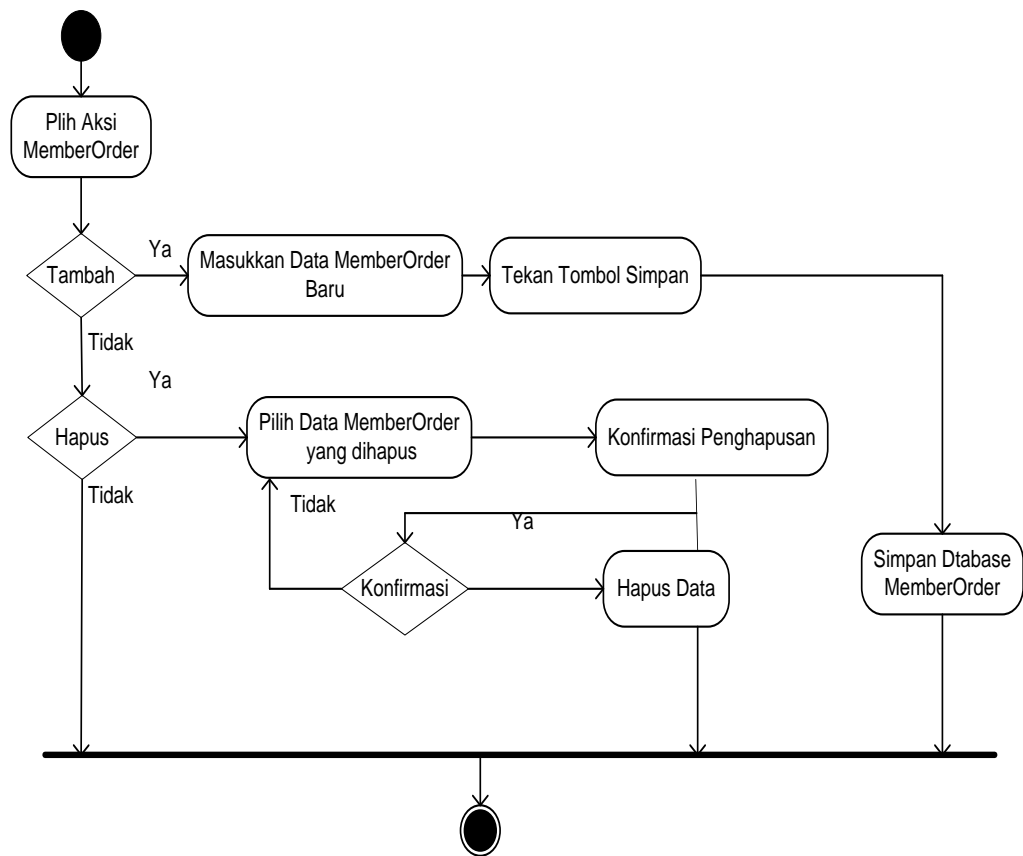 Plih Aksi
MemberOrder
Ya
Tambah
Masukkan Data MemberOrder
Baru
Tekan Tombol Simpan
Tidak
Ya
Hapus
Pilih Data MemberOrder
yang dihapus
Konfirmasi Penghapusan
Tidak
Tidak
Ya
Konfirmasi
Hapus Data
Simpan Dtabase
MemberOrder